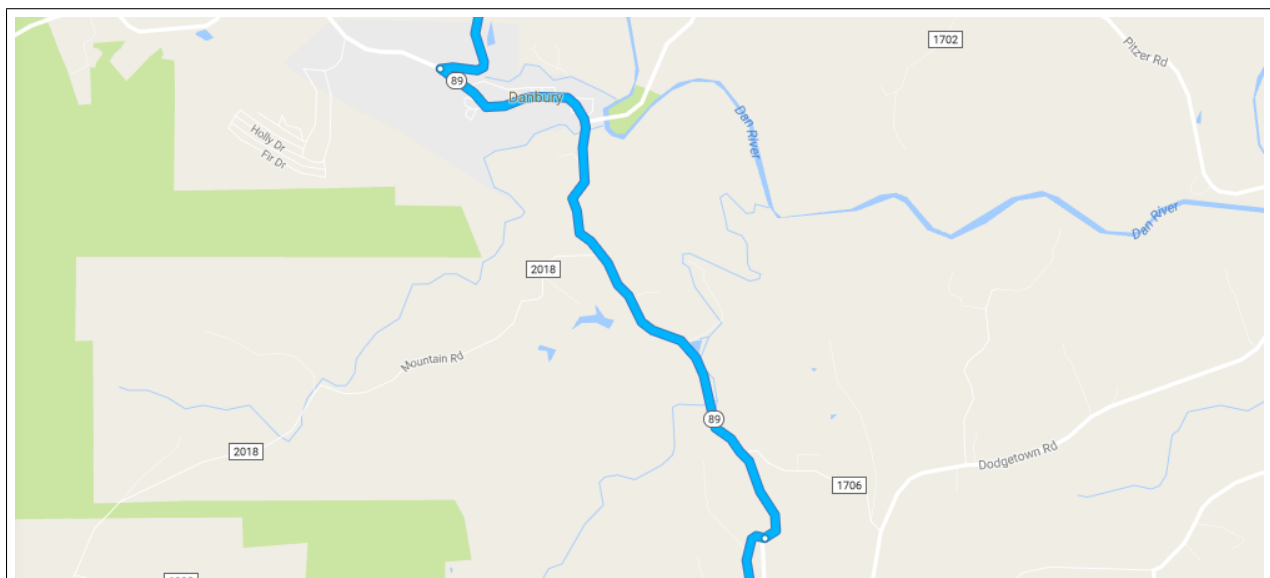 1702
Pitzer Rd
89
Danbury
Dan River
Holly Dr
Fir Dr
Dan River
2018
Mountain Rd
89
2018
Dodgetown Rd
1706